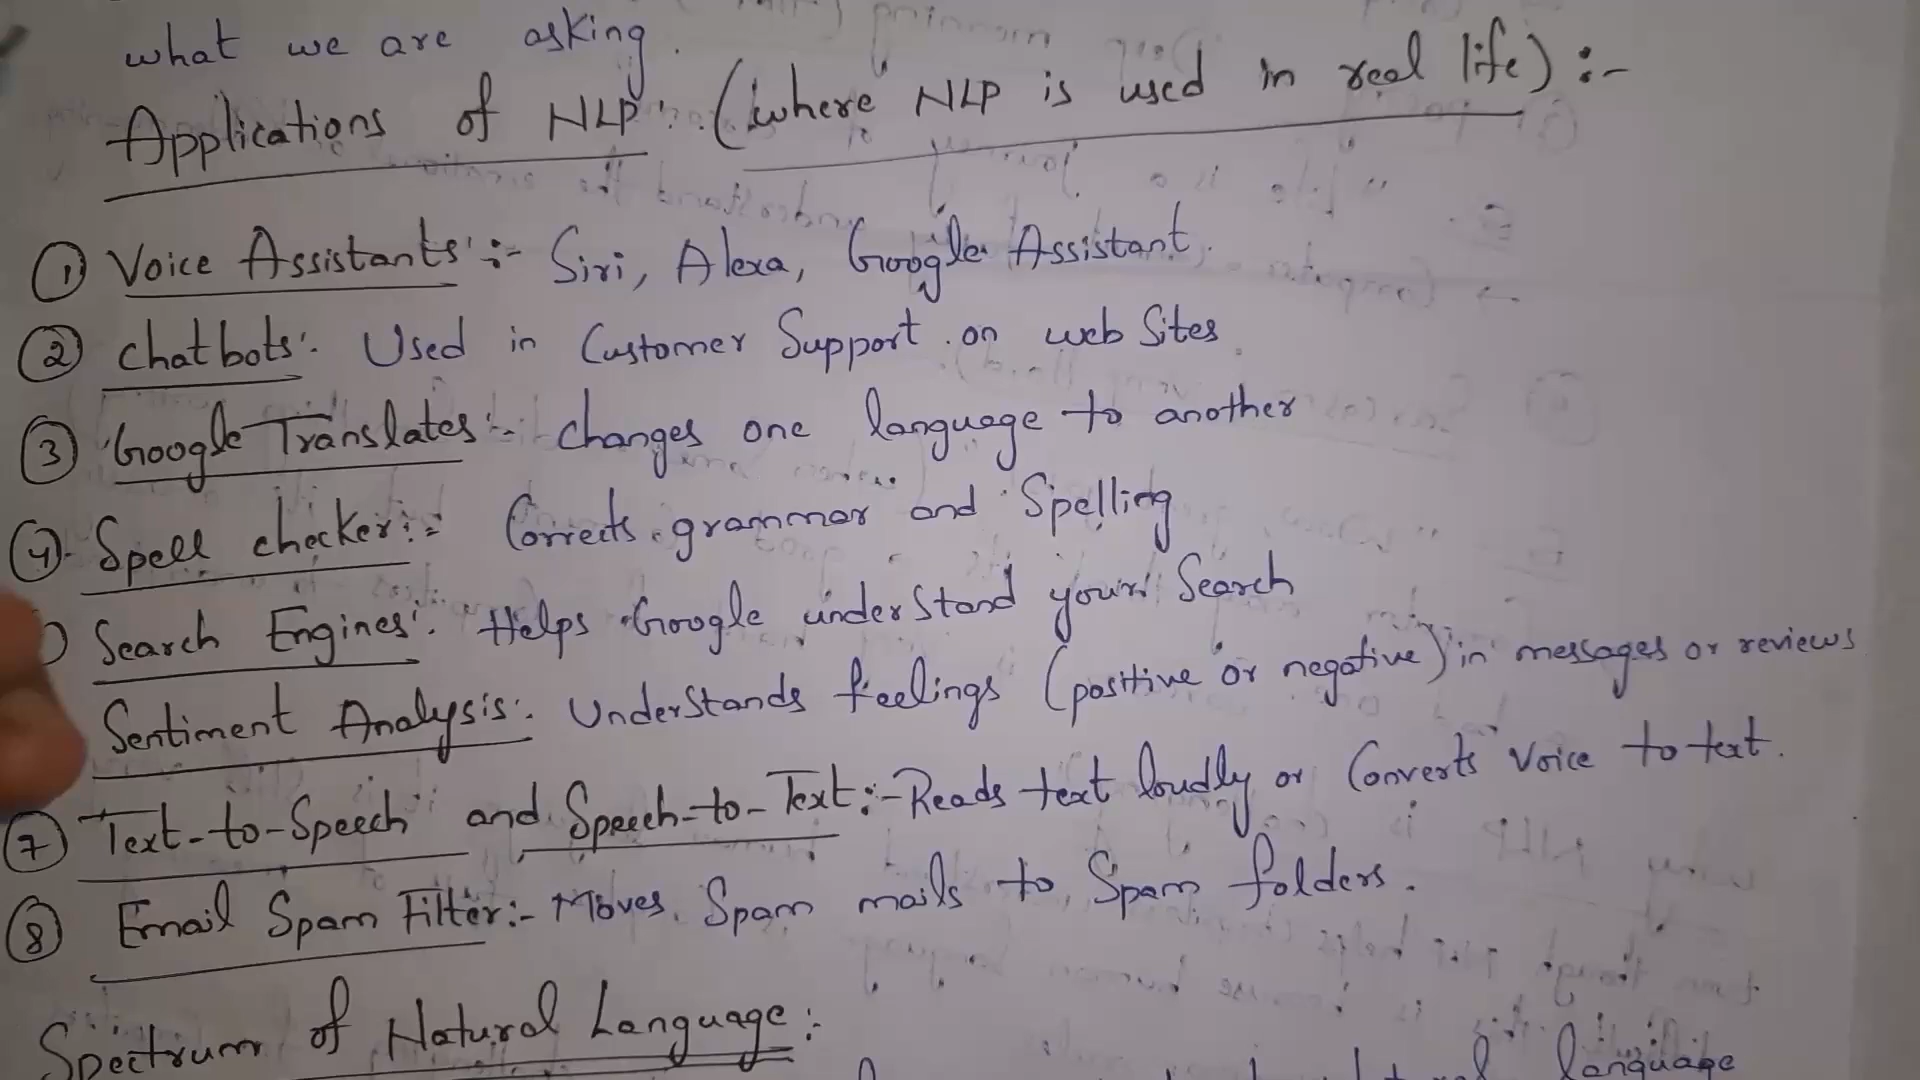 what we are asking.
Applications of NLP: (where NLP is used in real life) :-
① Voice Assistants :- Siri, Alexa, Google Assistant.
② chatbots: Used in Customer Support on web Sites
③ Google Translates :- changes one language to another
④ Spell checker :- Corrects grammar and Spelling
Search Engines: Helps Google understand your Search
Sentiment Analysis: Understands feelings (positive or negative) in messages or reviews
⑦ Text-to-Speech and Speech-to-Text :- Reads text loudly or Converts Voice to text.
⑧ Email Spam Filter :- Moves Spam mails to Spam folders.
Spectrum of Natural Language :-
language